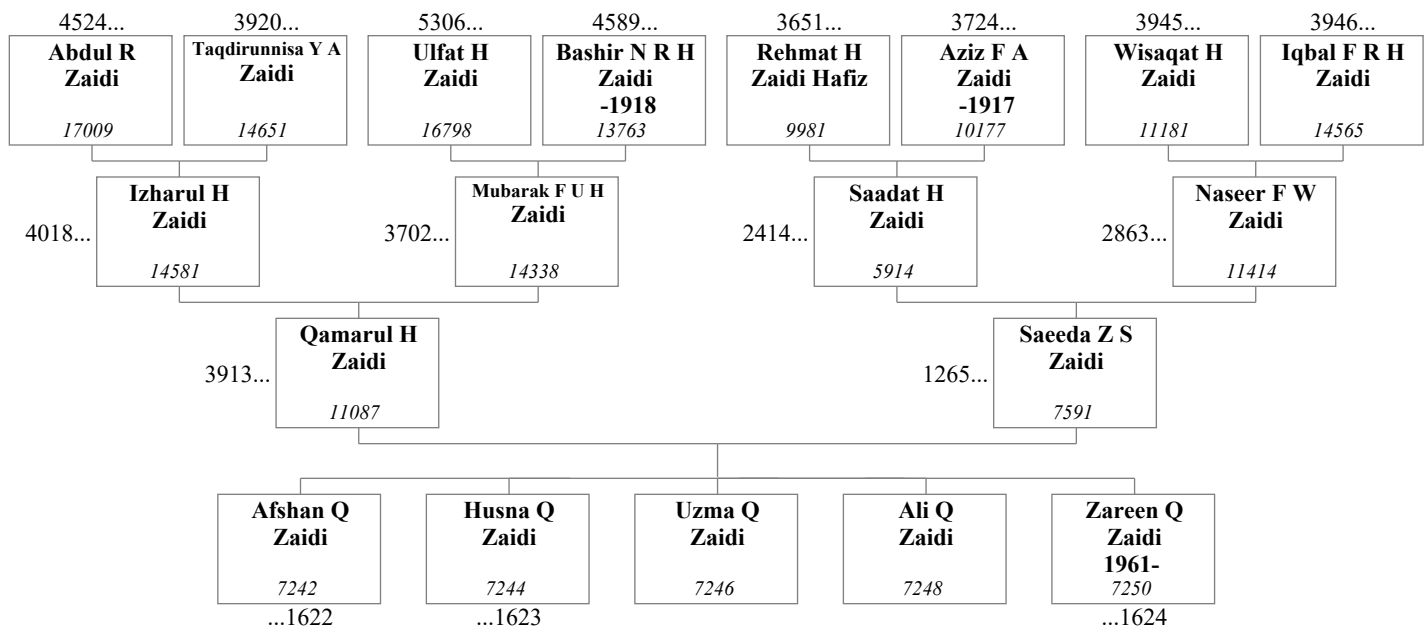 4524... 3920... 5306... 4589... 3651... 3724... 3945... 3946...
Abdul R
Zaidi
17009
Taqdirunnisa Y A
Zaidi
14651
Ulfat H
Zaidi
16798
Bashir N R H
Zaidi
-1918
13763
Rehmat H
Zaidi Hafiz
9981
Aziz F A
Zaidi
-1917
10177
Wisaqat H
Zaidi
11181
Iqbal F R H
Zaidi
14565
4018...
Izharul H
Zaidi
14581
3702...
Mubarak F U H
Zaidi
14338
2414...
Saadat H
Zaidi
5914
2863...
Naseer F W
Zaidi
11414
3913...
Qamarul H
Zaidi
11087
1265...
Saeeda Z S
Zaidi
7591
Afshan Q
Zaidi
7242
...1622
Husna Q
Zaidi
7244
...1623
Uzma Q
Zaidi
7246
Ali Q
Zaidi
7248
Zareen Q
Zaidi
1961-
7250
...1624